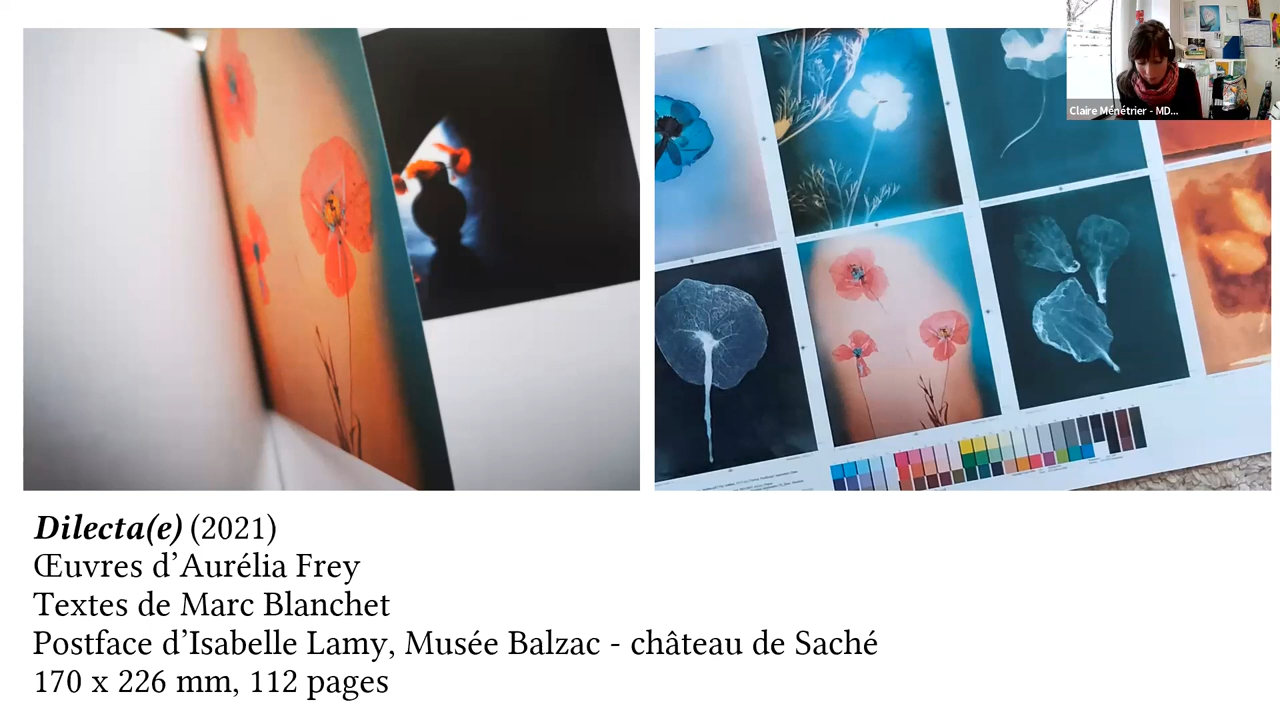 Claire Ménétrier - MD...
Dilecta(e) (2021)
Œuvres d’Aurélia Frey
Textes de Marc Blanchet
Postface d’Isabelle Lamy, Musée Balzac - château de Saché
170 x 226 mm, 112 pages